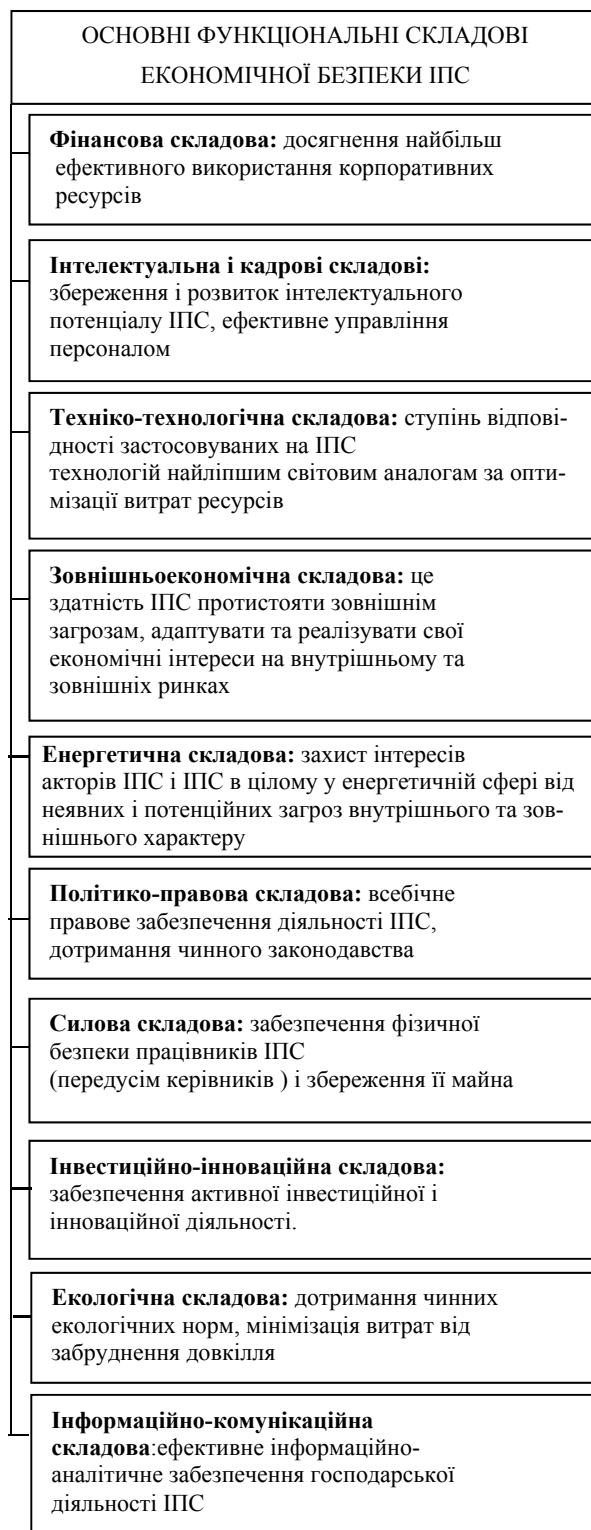 ОСНОВНІ ФУНКЦІОНАЛЬНІ СКЛАДОВІ
ЕКОНОМІЧНОЇ БЕЗПЕКИ ІПС
Фінансова складова: досягнення найбільш
ефективного використання корпоративних
ресурсів
Інтелектуальна і кадрові складові:
збереження і розвиток інтелектуального
потенціалу ІПС, ефективне управління
персоналом
Техніко-технологічна складова: ступінь відпові-
дності застосовуваних на ІПС
технологій найліпшим світовим аналогам за опти-
мізації витрат ресурсів
Зовнішньоекономічна складова: це
здатність ІПС протистояти зовнішнім
загрозам, адаптувати та реалізувати свої
економічні інтереси на внутрішньому та
зовнішніх ринках
Енергетична складова: захист інтересів
акторів ІПС і ІПС в цілому у енергетичній сфері від
неявних і потенційних загроз внутрішнього та зов-
нішнього характеру
Політико-правова складова: всебічне
правове забезпечення діяльності ІПС,
дотримання чинного законодавства
Силова складова: забезпечення фізичної
безпеки працівників ІПС
(передусім керівників ) і збереження її майна
Інвестиційно-інноваційна складова:
забезпечення активної інвестиційної і
інноваційної діяльності.
Екологічна складова: дотримання чинних
екологічних норм, мінімізація витрат від
забруднення довкілля
Інформаційно-комунікаційна
складова:ефективне інформаційно-
аналітичне забезпечення господарської
діяльності ІПС